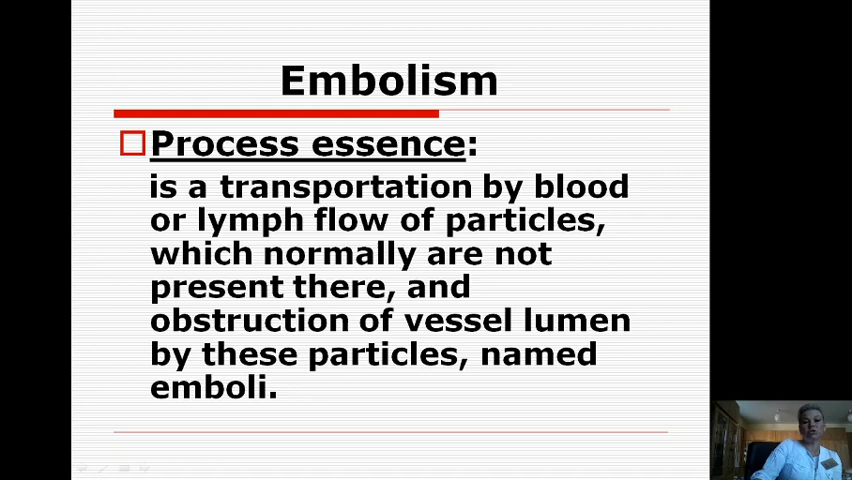 Embolism
Process essence:
is a transportation by blood
or lymph flow of particles,
which normally are not
present there, and
obstruction of vessel lumen
by these particles, named
emboli.